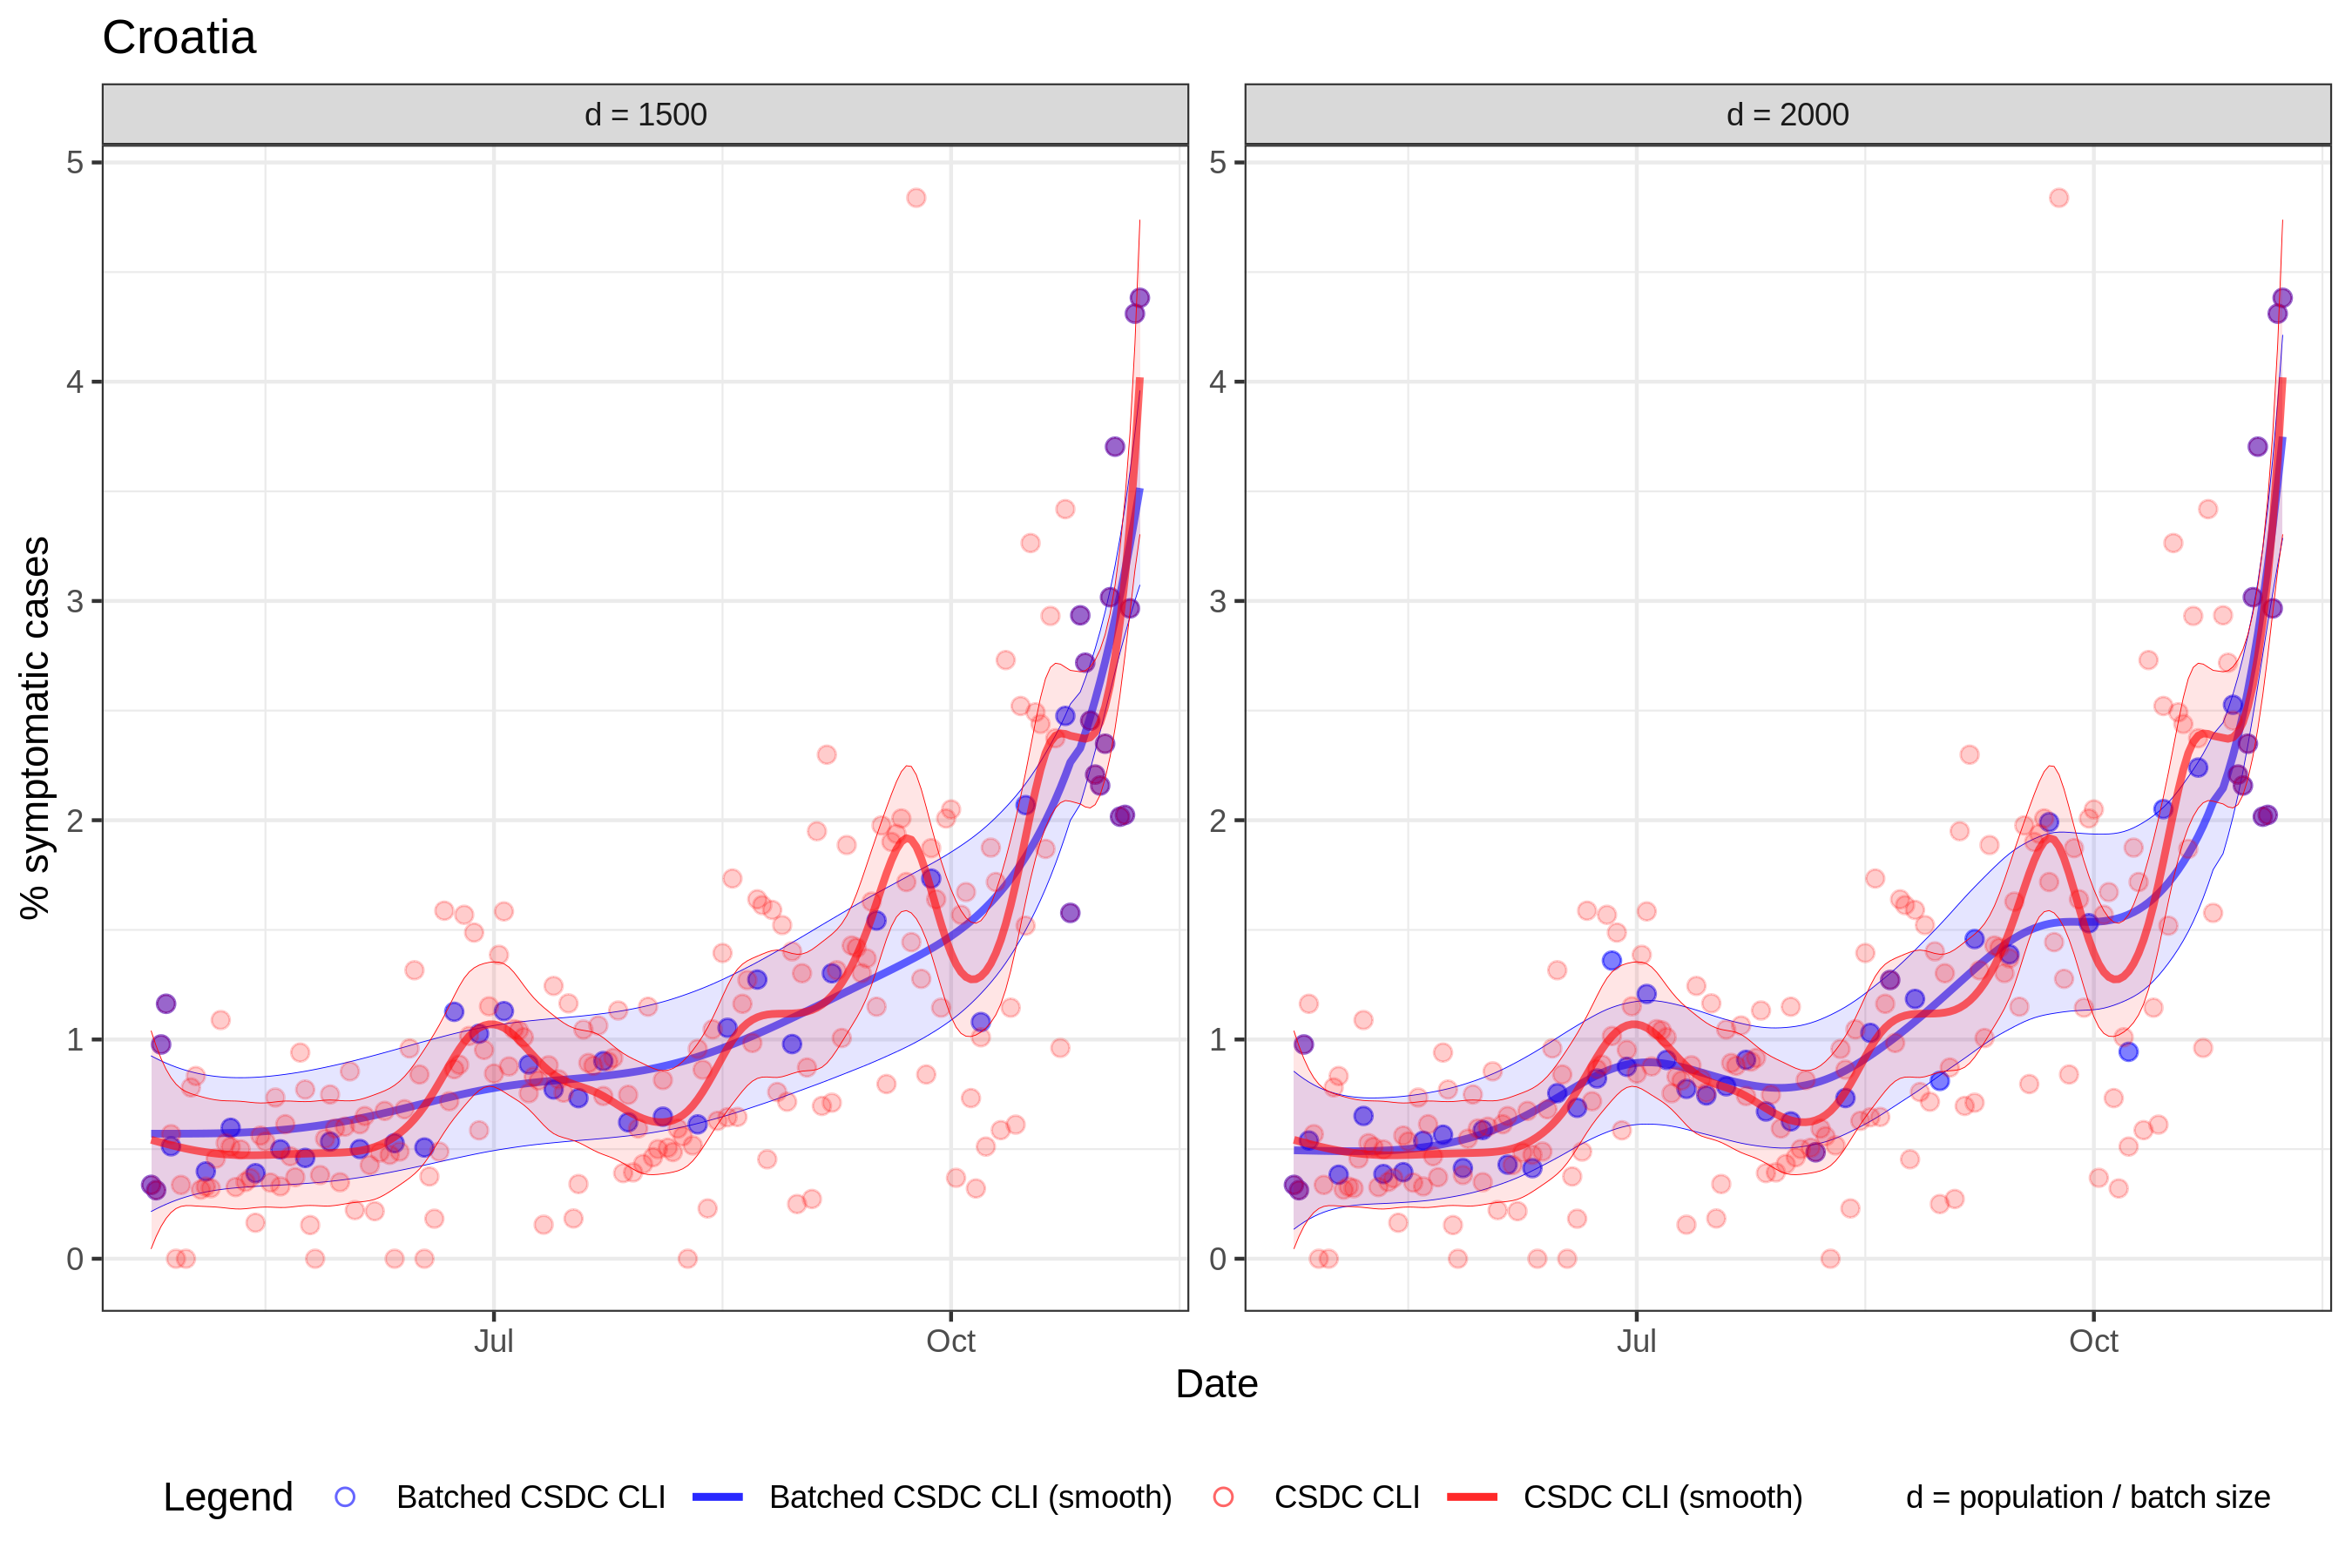 Croatia
d = 1500
d = 2000
% symptomatic cases
5
4
3
2
1
0
5
4
3
2
1
0
Jul
Oct
Jul
Oct
Date
Legend
Batched CSDC CLI
Batched CSDC CLI (smooth)
CSDC CLI
CSDC CLI (smooth)
d = population / batch size